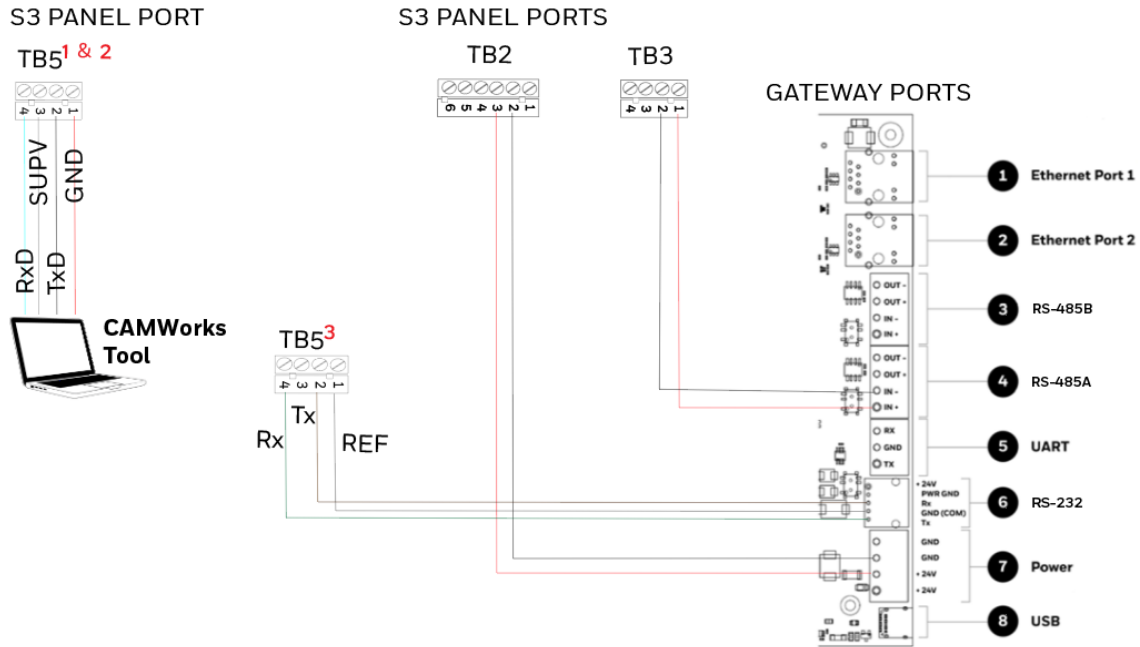 S3 PANEL PORT
TB5 1 & 2
4 3 2 1
RxD
SUPV
TxD
GND
CAMWorks
Tool
S3 PANEL PORTS
TB2
6 5 4 3 2 1
TB3
4 3 2 1
TB5 3
4 3 2 1
Rx
Tx
REF
GATEWAY PORTS
1 Ethernet Port 1
2 Ethernet Port 2
OUT -
OUT +
IN -
IN +
3 RS-485B
OUT -
OUT +
IN -
IN +
4 RS-485A
RX
GND
TX
5 UART
+ 24V
PWR GND
Rx
GND (COM)
Tx
6 RS-232
GND
GND
+ 24V
+ 24V
7 Power
8 USB